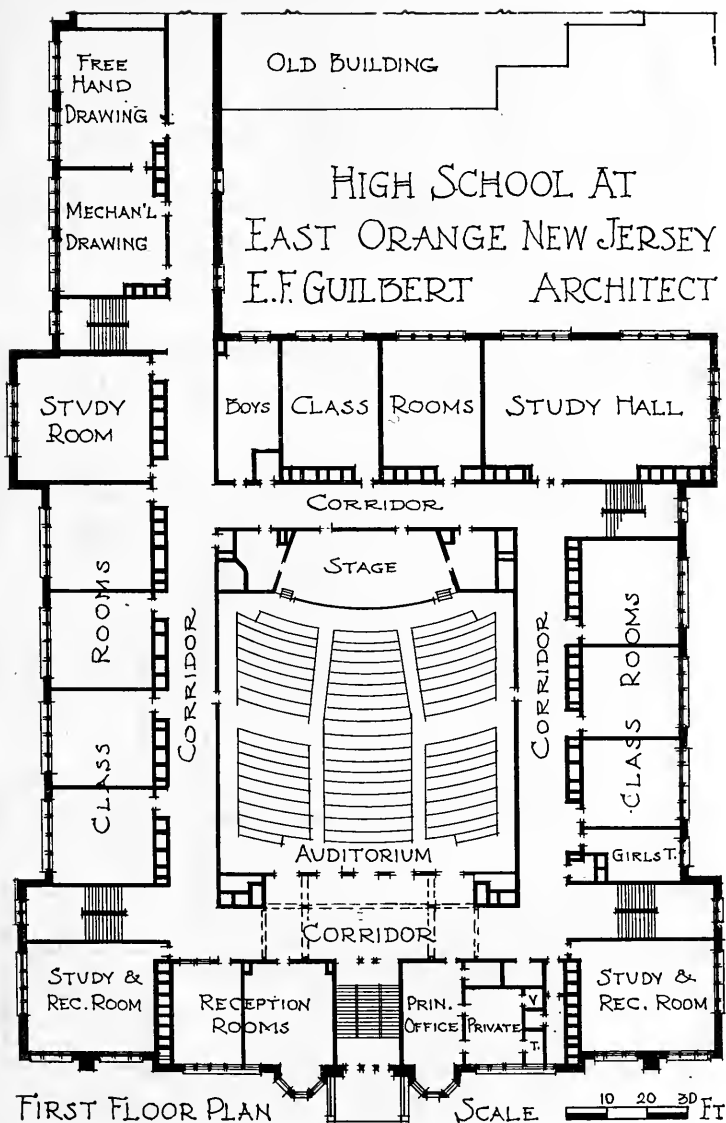 FREE
HAND
DRAWING
OLD BUILDING
MECHAN'L
DRAWING
HIGH SCHOOL AT
EAST ORANGE NEW JERSEY
E.F. GUILBERT ARCHITECT
STUDY
ROOM
BOYS
CLASS ROOMS
STUDY HALL
CORRIDOR
STAGE
CLASS ROOMS
CORRIDOR
CORRIDOR
CLASS ROOMS
AUDITORIUM
GIRLS T.
CORRIDOR
STUDY &
REC. ROOM
RECEPTION
ROOMS
PRIN.
OFFICE
PRIVATE
V
T.
STUDY &
REC. ROOM
FIRST FLOOR PLAN
SCALE 10 20 30 FT